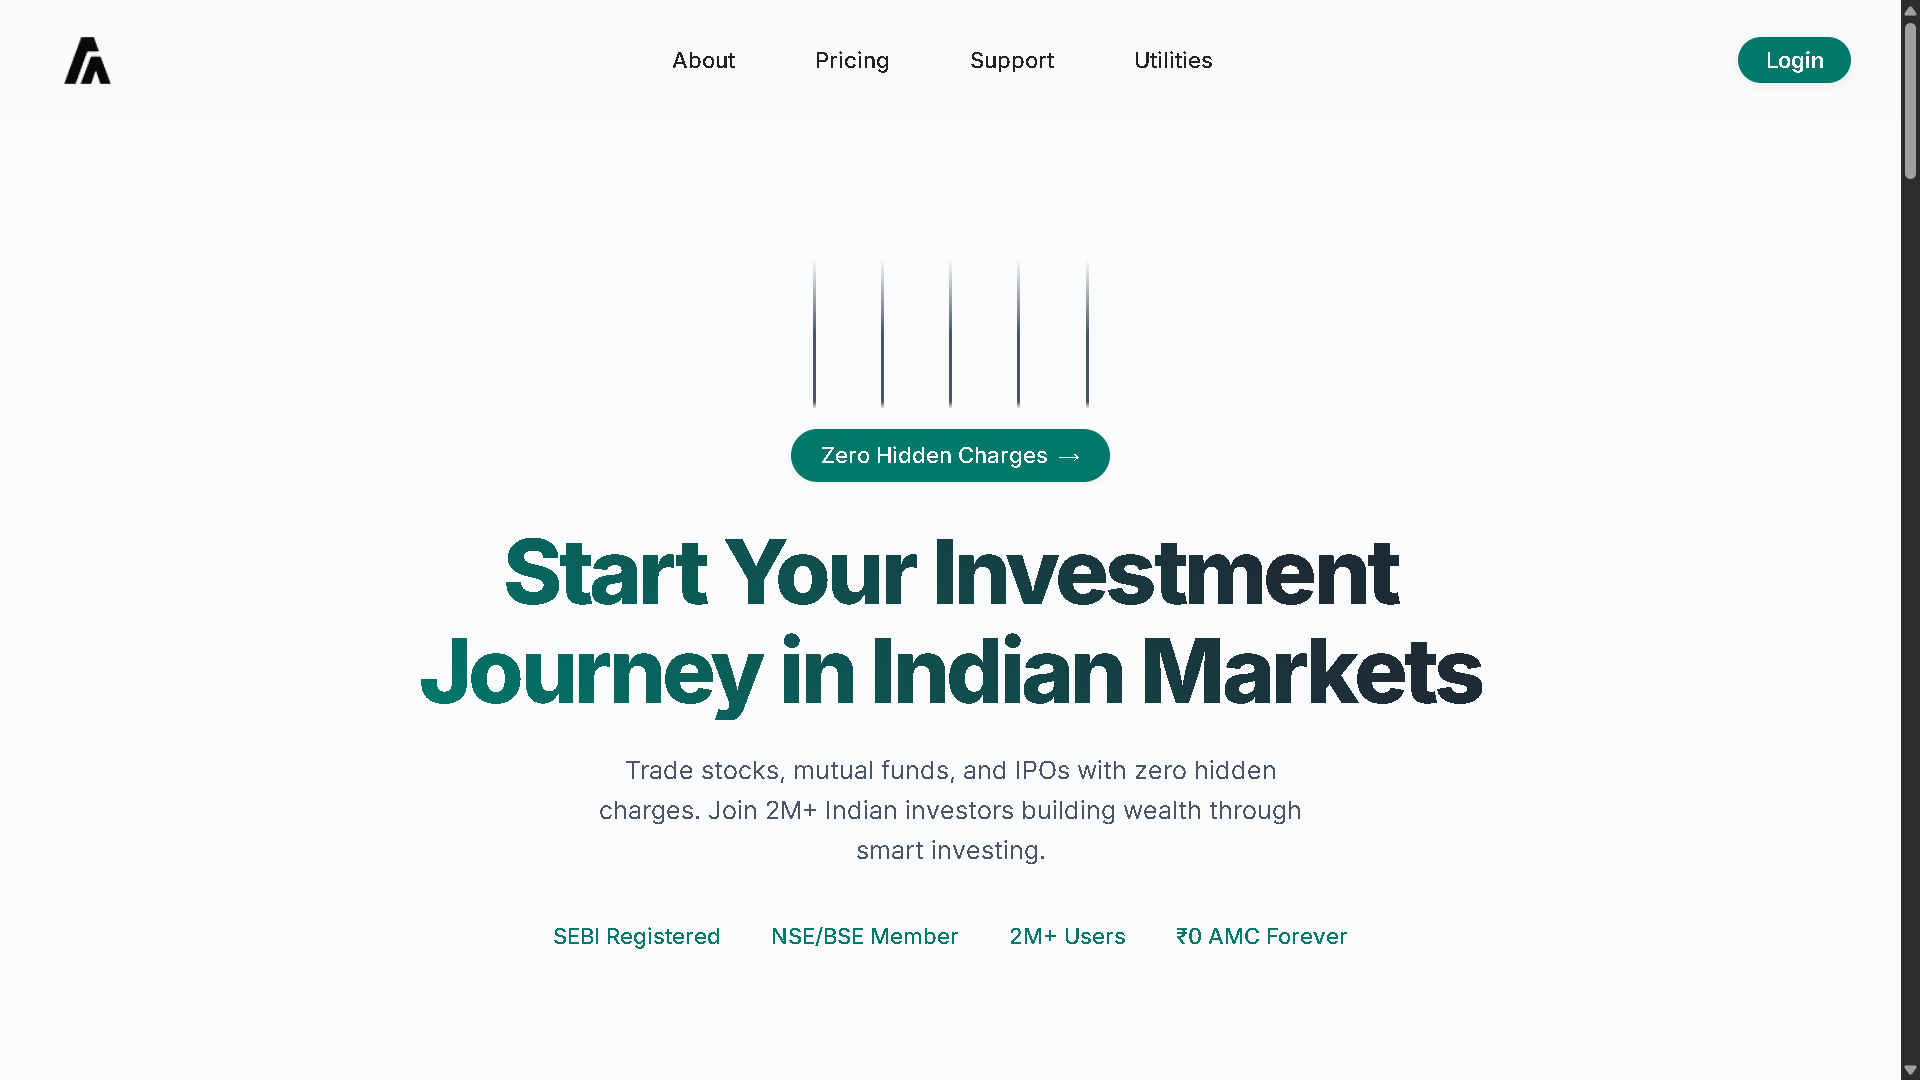 About
Pricing
Support
Utilities
Login
Zero Hidden Charges →
Start Your Investment
Journey in Indian Markets
Trade stocks, mutual funds, and IPOs with zero hidden
charges. Join 2M+ Indian investors building wealth through
smart investing.
SEBI Registered
NSE/BSE Member
2M+ Users
₹0 AMC Forever